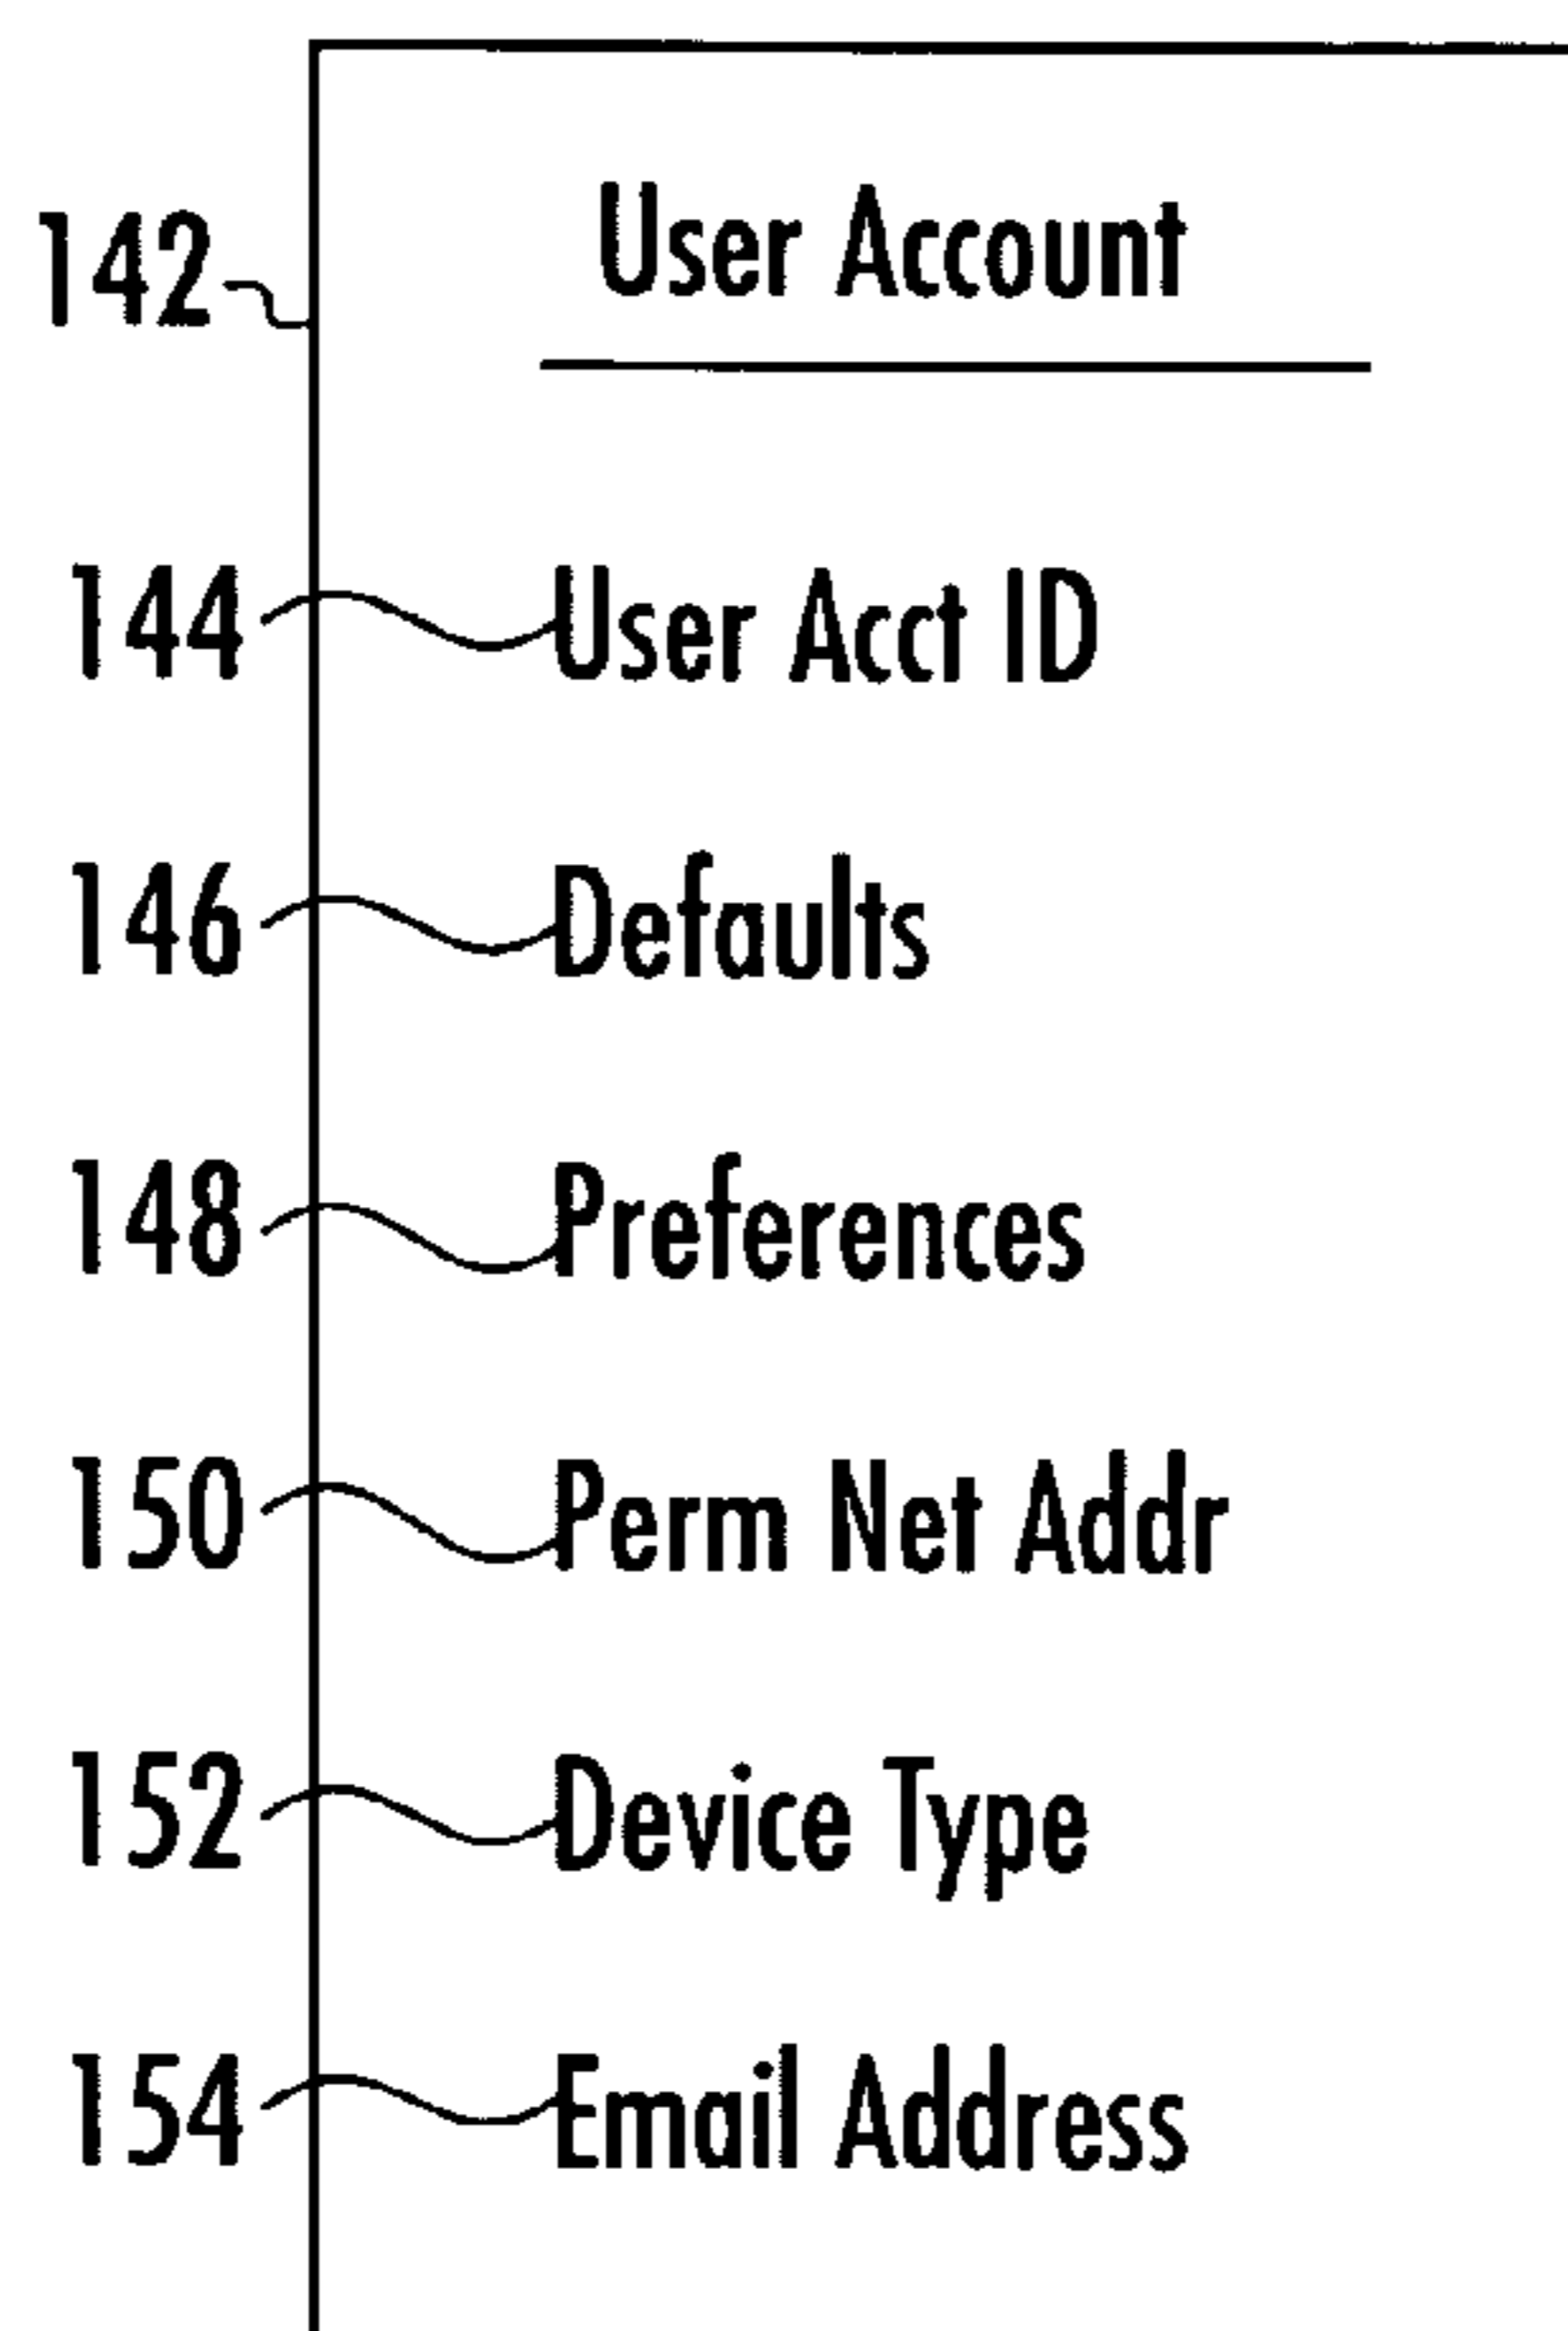 142 User Account
144 User Acct ID
146 Defaults
148 Preferences
150 Perm Net Addr
152 Device Type
154 Email Address